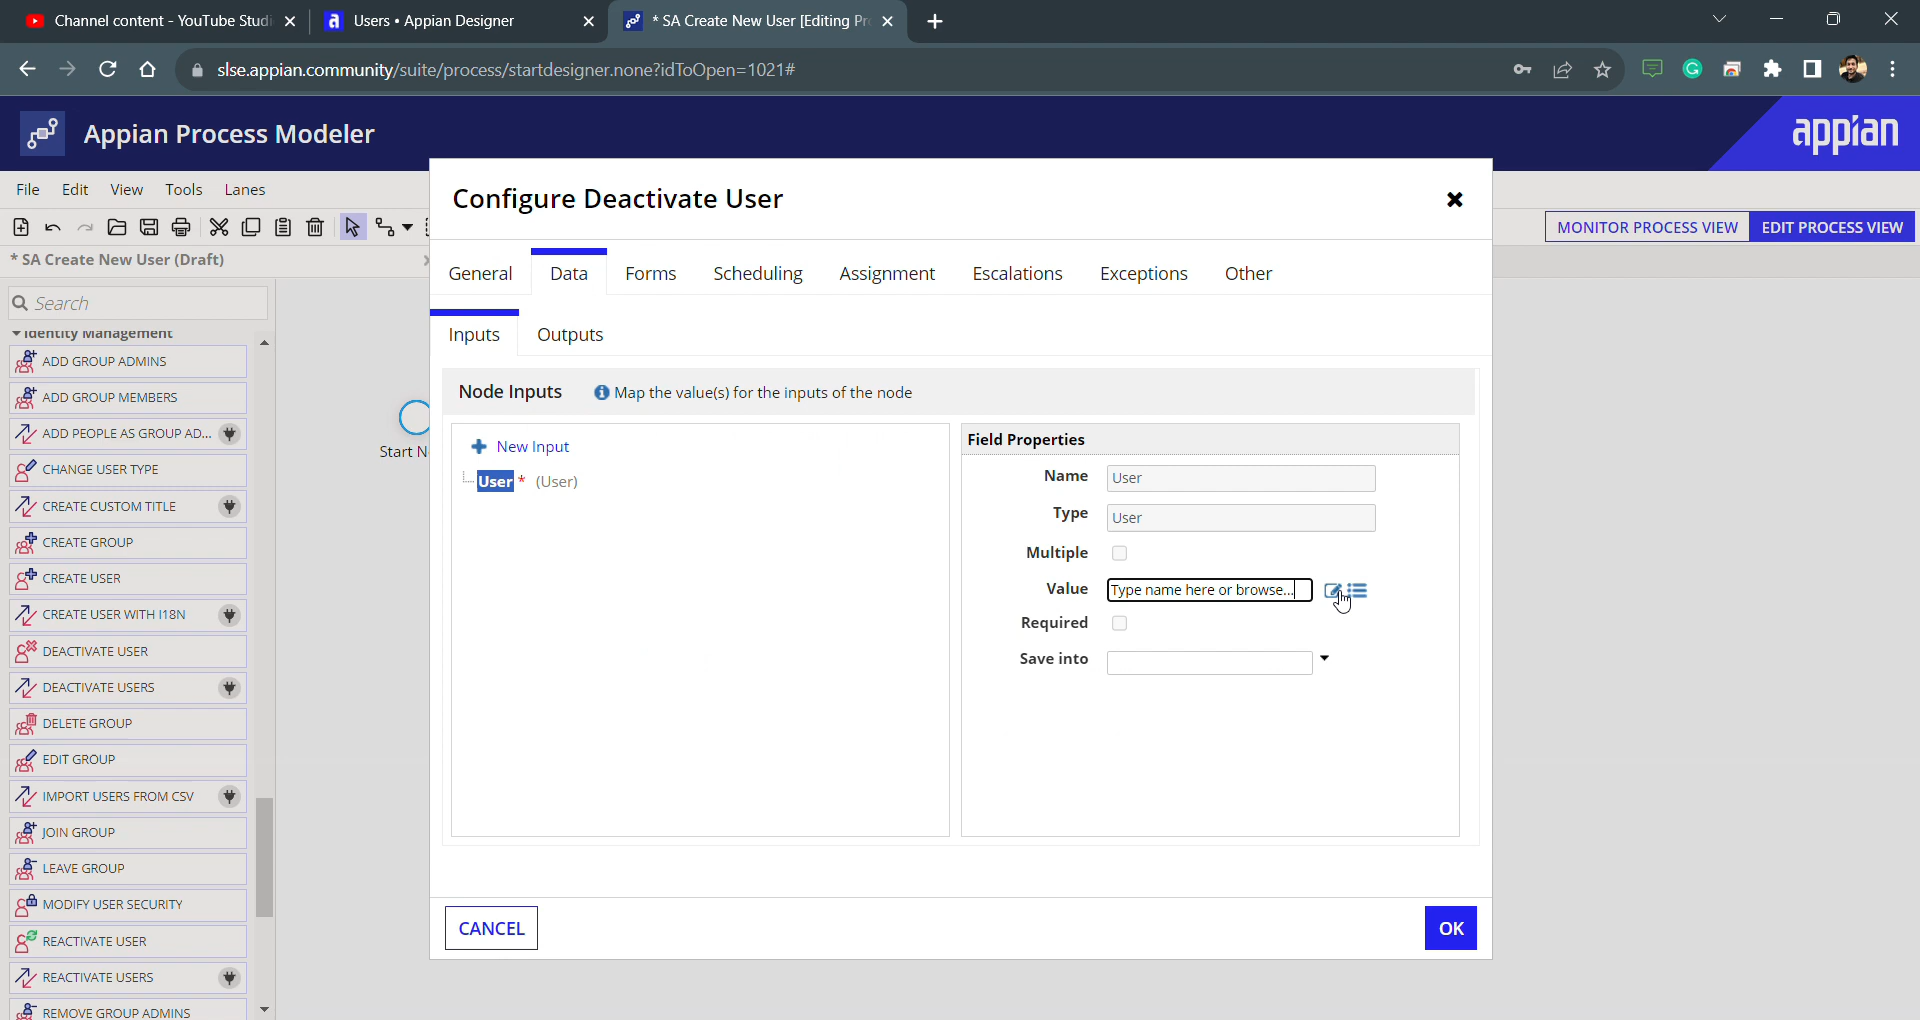 Channel content - YouTube Studi
Users • Appian Designer
* SA Create New User [Editing Pr
slse.appian.community/suite/process/startdesigner.none?idToOpen=1021#
Appian Process Modeler
appian
File Edit View Tools Lanes
MONITOR PROCESS VIEW
EDIT PROCESS VIEW
* SA Create New User (Draft)
Search
Identity Management
ADD GROUP ADMINS
ADD GROUP MEMBERS
ADD PEOPLE AS GROUP AD...
CHANGE USER TYPE
CREATE CUSTOM TITLE
CREATE GROUP
CREATE USER
CREATE USER WITH I18N
DEACTIVATE USER
DEACTIVATE USERS
DELETE GROUP
EDIT GROUP
IMPORT USERS FROM CSV
JOIN GROUP
LEAVE GROUP
MODIFY USER SECURITY
REACTIVATE USER
REACTIVATE USERS
REMOVE GROUP ADMINS
Start N
Configure Deactivate User
General Data Forms Scheduling Assignment Escalations Exceptions Other
Inputs Outputs
Node Inputs Map the value(s) for the inputs of the node
New Input
User * (User)
Field Properties
Name User
Type User
Multiple
Value Type name here or browse...
Required
Save into
CANCEL
OK